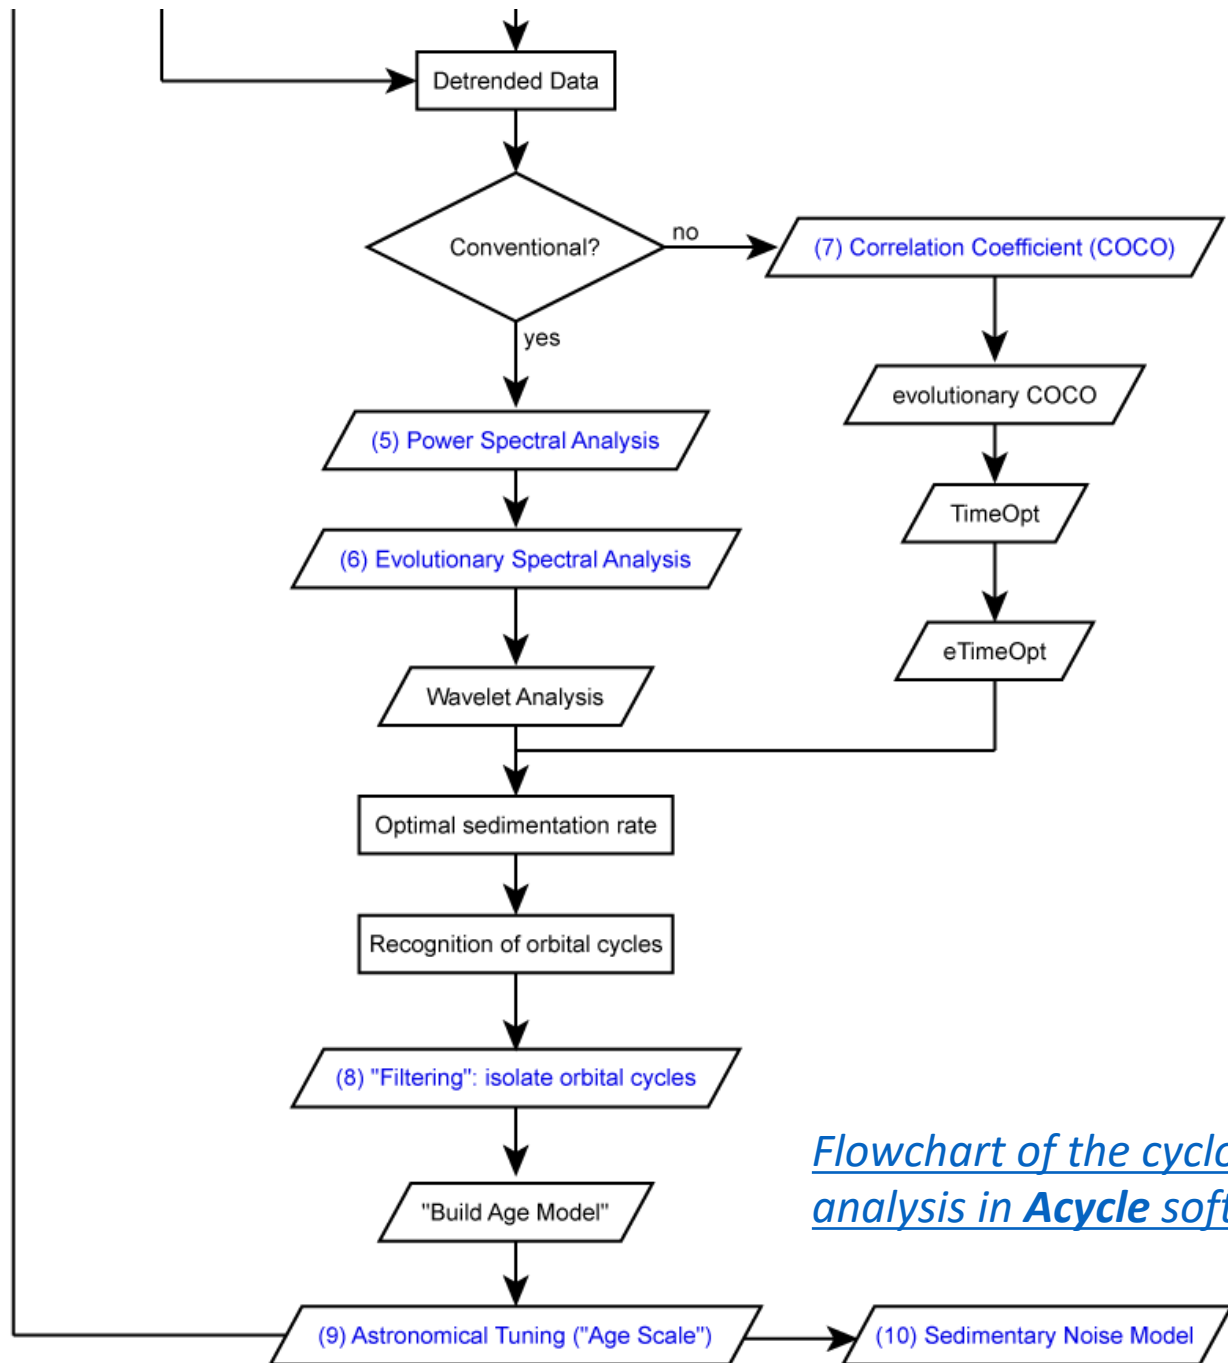 Detrended Data
Conventional?
no
(7) Correlation Coefficient (COCO)
yes
evolutionary COCO
(5) Power Spectral Analysis
TimeOpt
(6) Evolutionary Spectral Analysis
eTimeOpt
Wavelet Analysis
Optimal sedimentation rate
Recognition of orbital cycles
(8) "Filtering": isolate orbital cycles
Flowchart of the cyclo
analysis in Acycle soft
"Build Age Model"
(9) Astronomical Tuning ("Age Scale")
(10) Sedimentary Noise Model